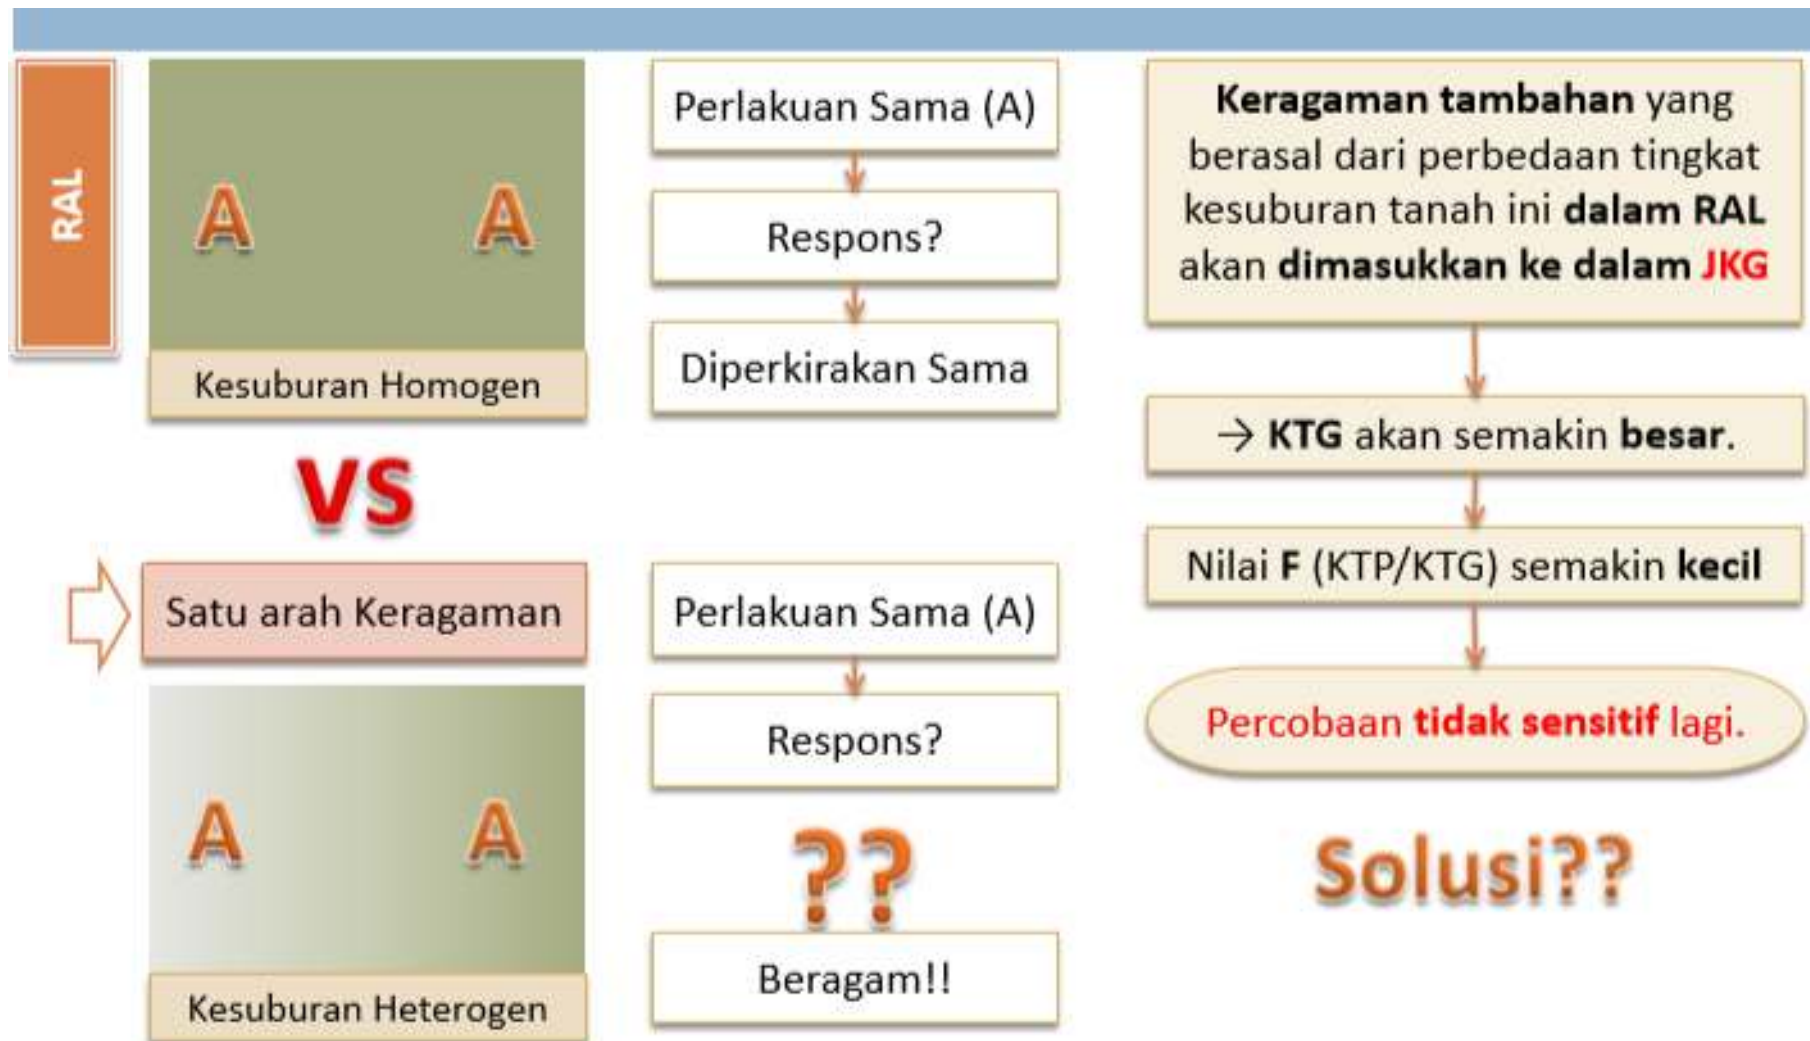 RAL
A A
Kesuburan Homogen
VS
Satu arah Keragaman
A A
Kesuburan Heterogen
Perlakuan Sama (A)
Respons?
Diperkirakan Sama
Perlakuan Sama (A)
Respons?
??
Beragam!!
Keragaman tambahan yang
berasal dari perbedaan tingkat
kesuburan tanah ini dalam RAL
akan dimasukkan ke dalam JKG
→ KTG akan semakin besar.
Nilai F (KTP/KTG) semakin kecil
Percobaan tidak sensitif lagi.
Solusi??